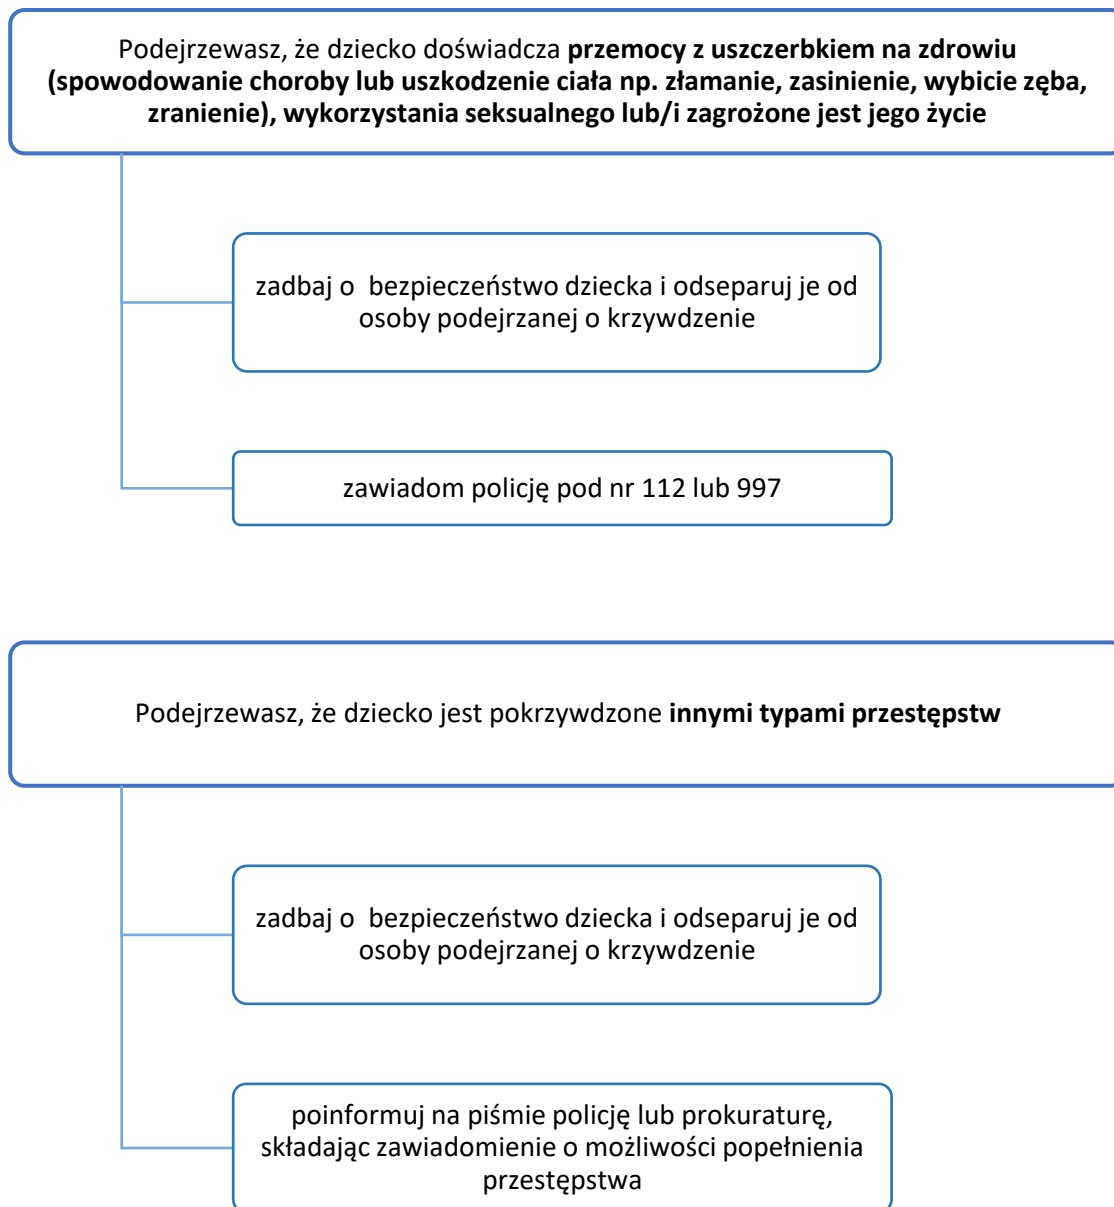 Podejrzewasz, że dziecko doświadcza przemocy z uszczerbkiem na zdrowiu
(spowodowanie choroby lub uszkodzenie ciała np. złamanie, zasinienie, wybicie zęba,
zranienie), wykorzystania seksualnego lub/i zagrożone jest jego życie
zadbaj o  bezpieczeństwo dziecka i odseparuj je od
osoby podejrzanej o krzywdzenie
zawiadom policję pod nr 112 lub 997
Podejrzewasz, że dziecko jest pokrzywdzone innymi typami przestępstw
zadbaj o  bezpieczeństwo dziecka i odseparuj je od
osoby podejrzanej o krzywdzenie
poinformuj na piśmie policję lub prokuraturę,
składając zawiadomienie o możliwości popełnienia
przestępstwa